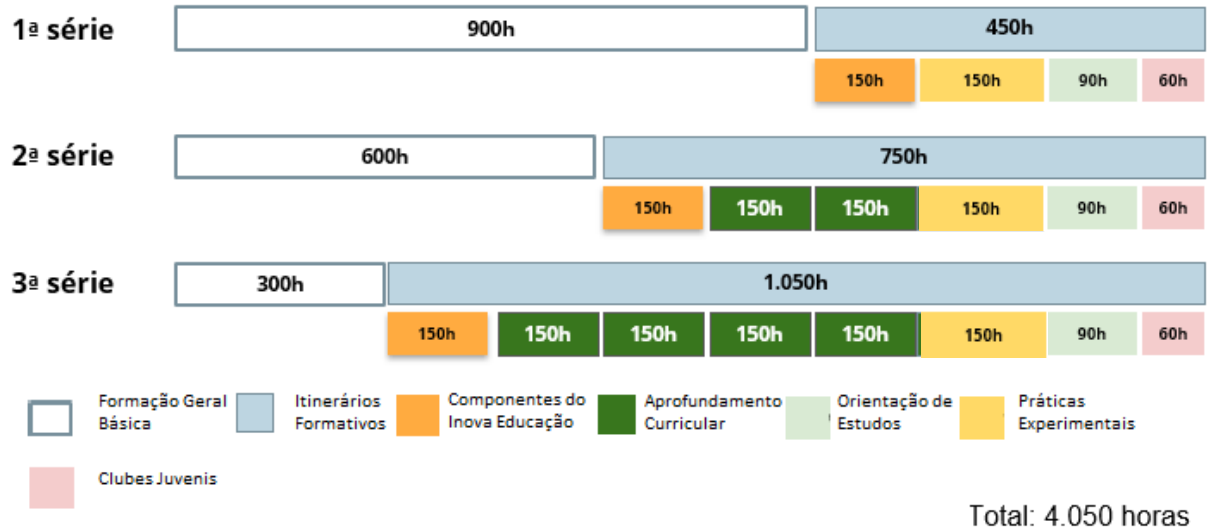 1ª série
900h
450h
150h 150h 90h 60h
2ª série
600h
750h
150h 150h 150h 150h 90h 60h
3ª série
300h
1.050h
150h 150h 150h 150h 150h 150h 90h 60h
Formação Geral
Básica
Itinerários
Formativos
Componentes do
Inova Educação
Aprofundamento
Curricular
Orientação de
Estudos
Práticas
Experimentais
Clubes Juvenis
Total: 4.050 horas